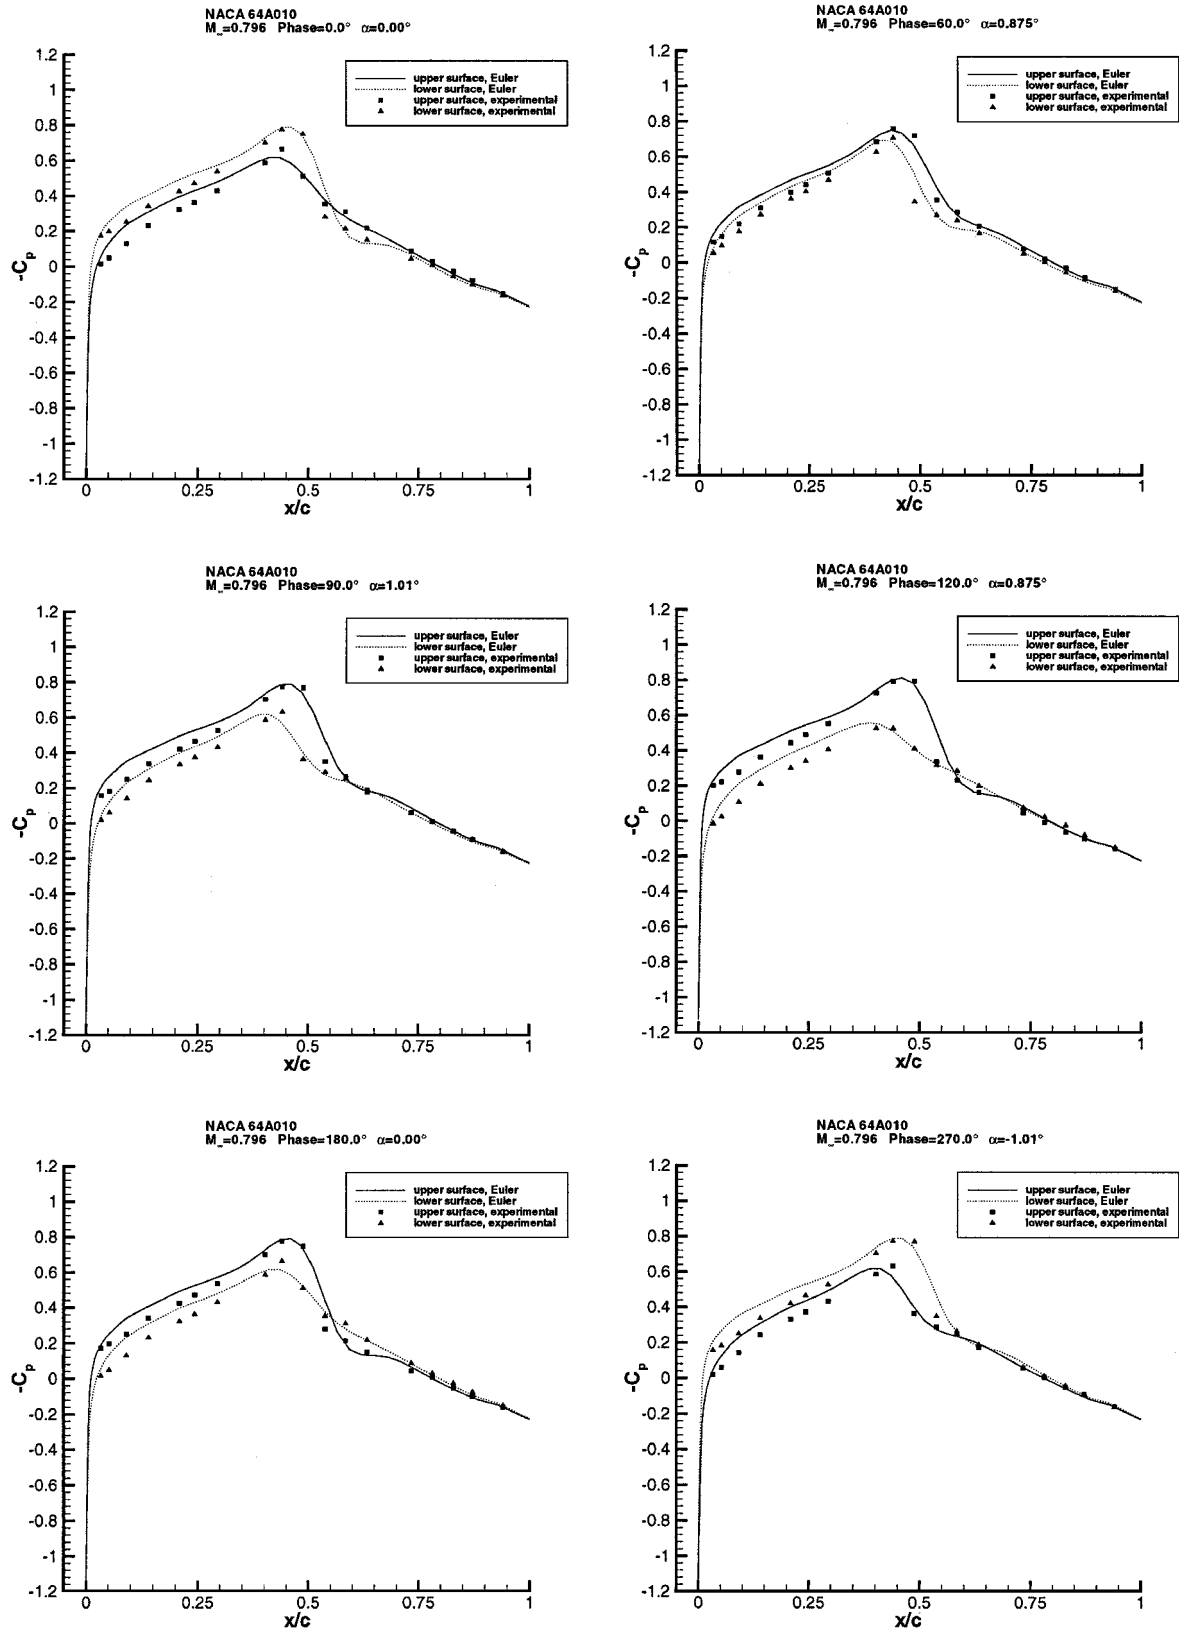 NACA 64A010
M∞=0.796 Phase=0.0° α=0.00°
1.2
1
0.8
0.6
0.4
0.2
0
-0.2
-0.4
-0.6
-0.8
-1
-1.2
-Cp
upper surface, Euler
lower surface, Euler
upper surface, experimental
lower surface, experimental
0 0.25 0.5 0.75 1
x/c
NACA 64A010
M∞=0.796 Phase=60.0° α=0.875°
1.2
1
0.8
0.6
0.4
0.2
0
-0.2
-0.4
-0.6
-0.8
-1
-1.2
-Cp
upper surface, Euler
lower surface, Euler
upper surface, experimental
lower surface, experimental
0 0.25 0.5 0.75 1
x/c
NACA 64A010
M∞=0.796 Phase=90.0° α=1.01°
1.2
1
0.8
0.6
0.4
0.2
0
-0.2
-0.4
-0.6
-0.8
-1
-1.2
-Cp
upper surface, Euler
lower surface, Euler
upper surface, experimental
lower surface, experimental
0 0.25 0.5 0.75 1
x/c
NACA 64A010
M∞=0.796 Phase=120.0° α=0.875°
1.2
1
0.8
0.6
0.4
0.2
0
-0.2
-0.4
-0.6
-0.8
-1
-1.2
-Cp
upper surface, Euler
lower surface, Euler
upper surface, experimental
lower surface, experimental
0 0.25 0.5 0.75 1
x/c
NACA 64A010
M∞=0.796 Phase=180.0° α=0.00°
1.2
1
0.8
0.6
0.4
0.2
0
-0.2
-0.4
-0.6
-0.8
-1
-1.2
-Cp
upper surface, Euler
lower surface, Euler
upper surface, experimental
lower surface, experimental
0 0.25 0.5 0.75 1
x/c
NACA 64A010
M∞=0.796 Phase=270.0° α=-1.01°
1.2
1
0.8
0.6
0.4
0.2
0
-0.2
-0.4
-0.6
-0.8
-1
-1.2
-Cp
upper surface, Euler
lower surface, Euler
upper surface, experimental
lower surface, experimental
0 0.25 0.5 0.75 1
x/c